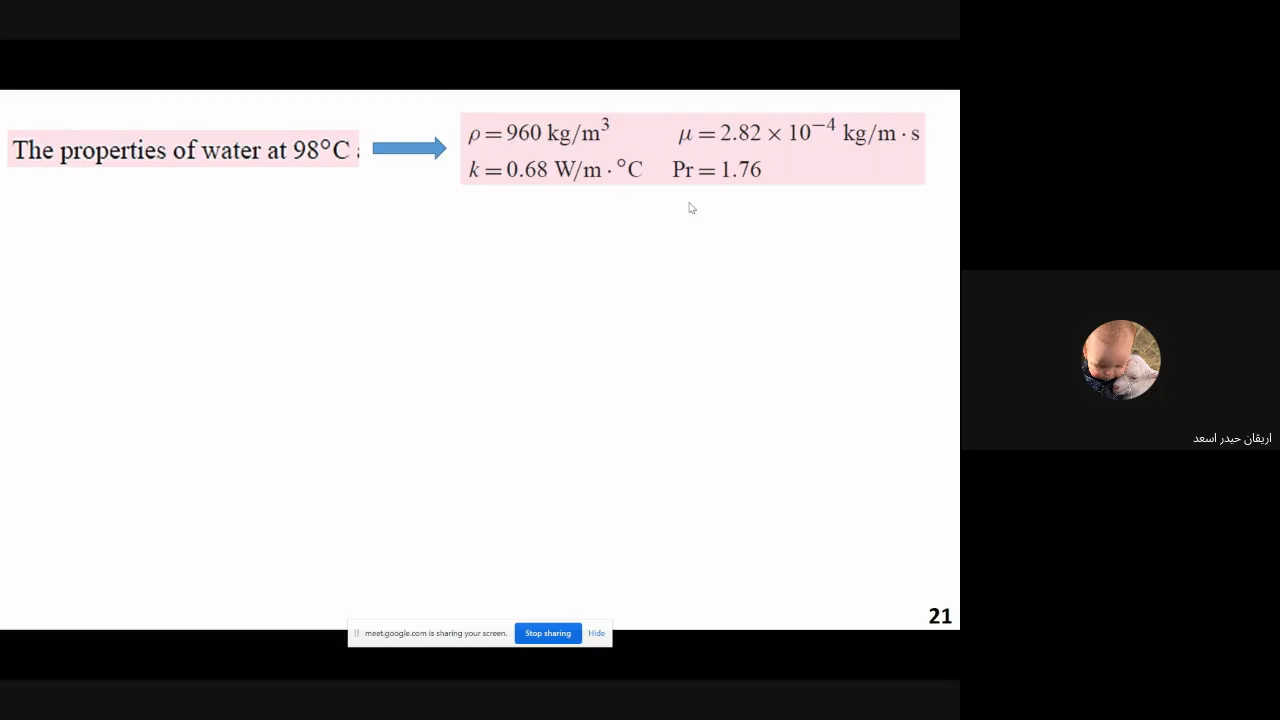 The properties of water at 98°C
ρ = 960 kg/m³ μ = 2.82 × 10⁻⁴ kg/m · s
k = 0.68 W/m · °C Pr = 1.76
اريقان حيدر اسعد
21
meet.google.com is sharing your screen. Stop sharing Hide